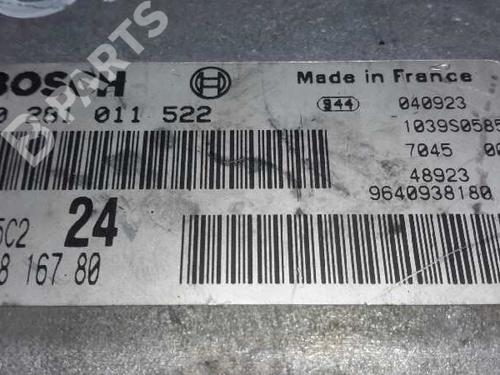 BOSCH
Made in France
0 281 011 522
944 040923
1039S0585
7045 00
48923
9640938180
5C2 24
8 167 80
B-PARTS